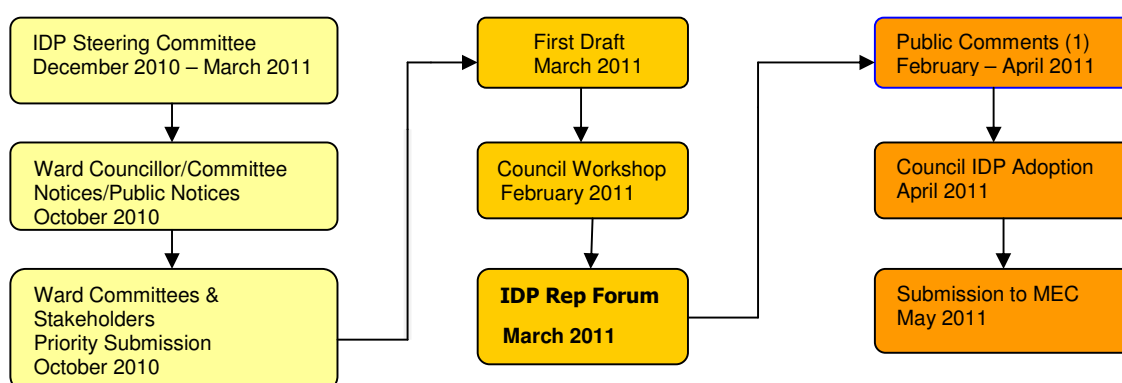 IDP Steering Committee
December 2010 – March 2011
Ward Councillor/Committee
Notices/Public Notices
October 2010
Ward Committees &
Stakeholders
Priority Submission
October 2010
First Draft
March 2011
Council Workshop
February 2011
IDP Rep Forum
March 2011
Public Comments (1)
February – April 2011
Council IDP Adoption
April 2011
Submission to MEC
May 2011